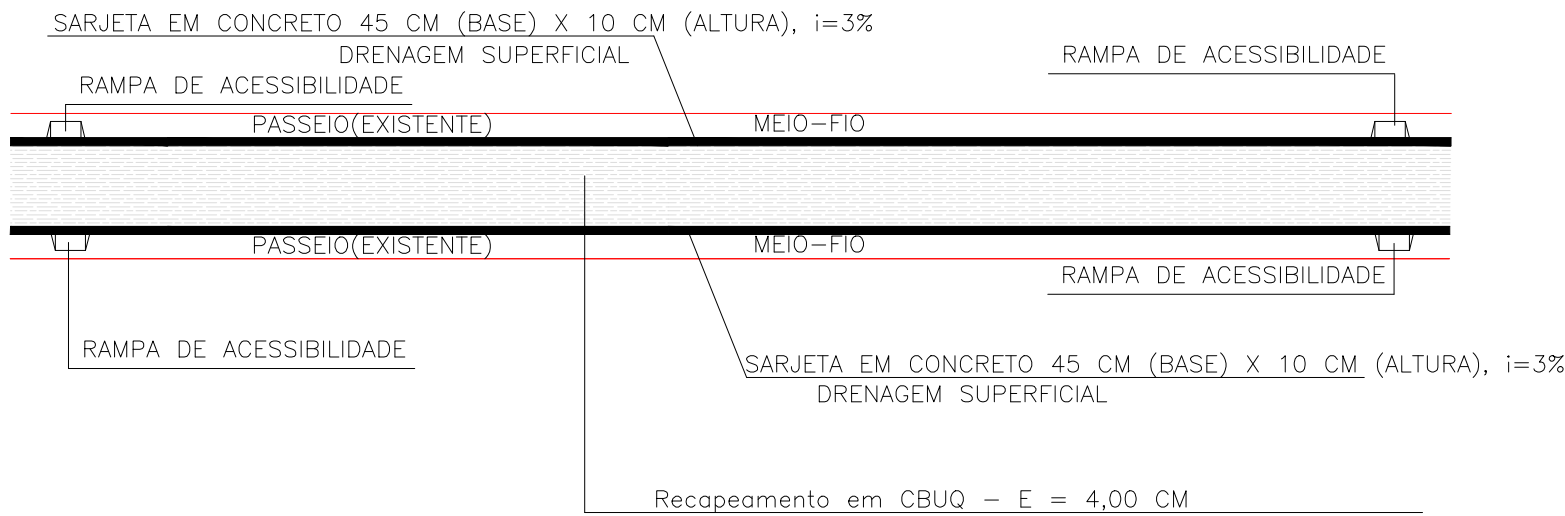 SARJETA EM CONCRETO 45 CM (BASE) X 10 CM (ALTURA), i=3%
DRENAGEM SUPERFICIAL
RAMPA DE ACESSIBILIDADE
RAMPA DE ACESSIBILIDADE
PASSEIO(EXISTENTE)
MEIO-FIO
PASSEIO(EXISTENTE)
MEIO-FIO
RAMPA DE ACESSIBILIDADE
RAMPA DE ACESSIBILIDADE
SARJETA EM CONCRETO 45 CM (BASE) X 10 CM (ALTURA), i=3%
DRENAGEM SUPERFICIAL
Recapeamento em CBUQ - E = 4,00 CM